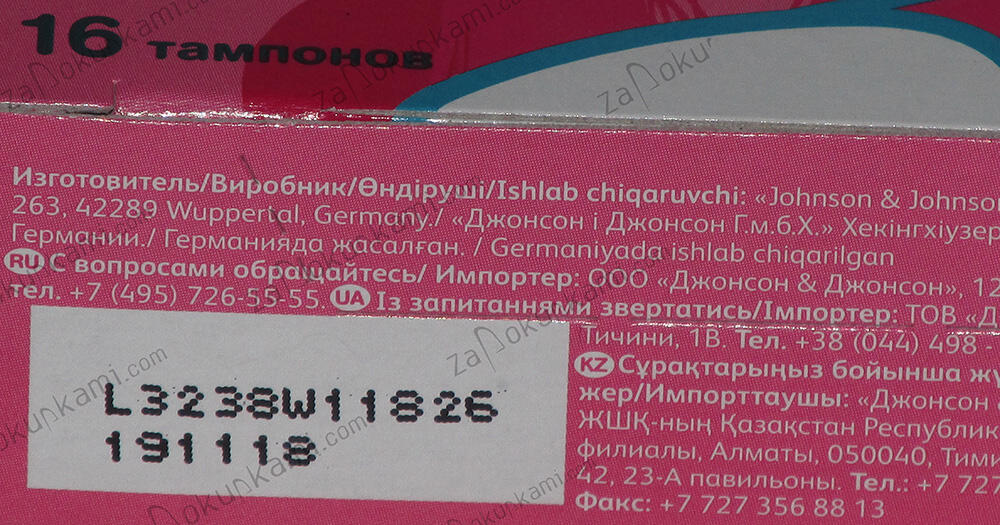 16 тампонов
Изготовитель/Виробник/Өндіруші/Ishlab chiqaruvchi: «Johnson & Johnson
263, 42289 Wuppertal, Germany./ «Джонсон і Джонсон Г.м.б.Х.» Хекінгхіузер
Германии./ Германияда жасалған. / Germaniyada ishlab chiqarilgan
RU С вопросами обращайтесь/ Импортер: ООО «Джонсон & Джонсон», 12
тел. +7 (495) 726-55-55. UA Із запитаннями звертатись/Імпортер: ТОВ «Д
Тичини, 1В. Тел. +38 (044) 498 -
KZ Сұрақтарыңыз бойынша жү
жер/Импорттаушы: «Джонсон
ЖШҚ-ның Қазақстан Республик
филиалы, Алматы, 050040, Тими
42, 23-А павильоны. Тел.: +7 727
Факс: +7 727 356 88 13
L3238W11826
191118
zaпokupkami.com